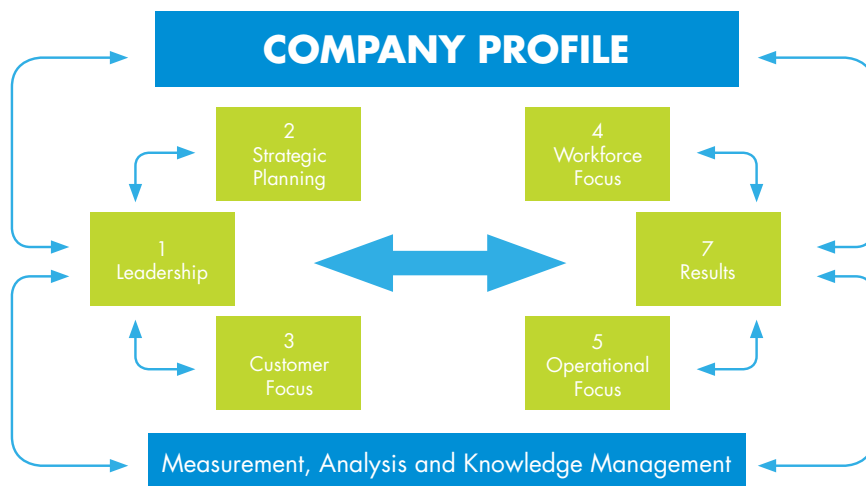 COMPANY PROFILE
2
Strategic
Planning
4
Workforce
Focus
1
Leadership
7
Results
3
Customer
Focus
5
Operational
Focus
Measurement, Analysis and Knowledge Management